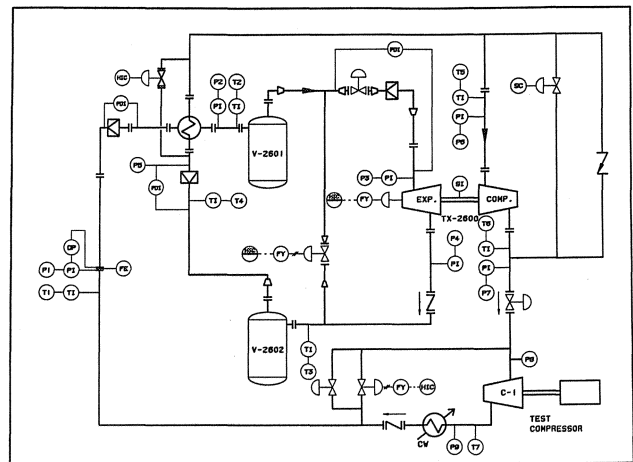 PDI
HIC
P2
T2
PI
TI
PDI
V-2601
SC
T5
TI
PI
P6
P5
PDI
TI
T4
P3
PI
SI
FY
EXP.
COMP.
TX-2600
DP
P1
PI
FE
T1
TI
FY
P4
PI
T6
TI
PI
P7
V-2602
TI
T3
P8
FY
HIC
C-1
TEST
COMPRESSOR
CW
P9
T7